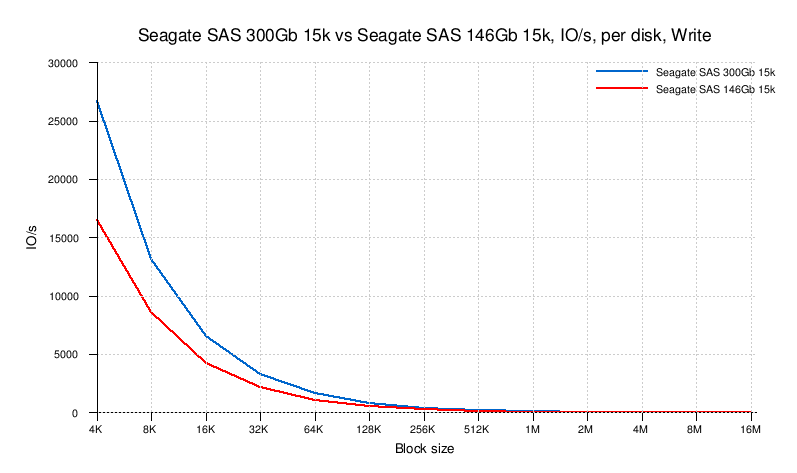 Seagate SAS 300Gb 15k vs Seagate SAS 146Gb 15k, IO/s, per disk, Write
30000
Seagate SAS 300Gb 15k
Seagate SAS 146Gb 15k
25000
20000
15000
IO/s
10000
5000
0
4K 8K 16K 32K 64K 128K 256K 512K 1M 2M 4M 8M 16M
Block size